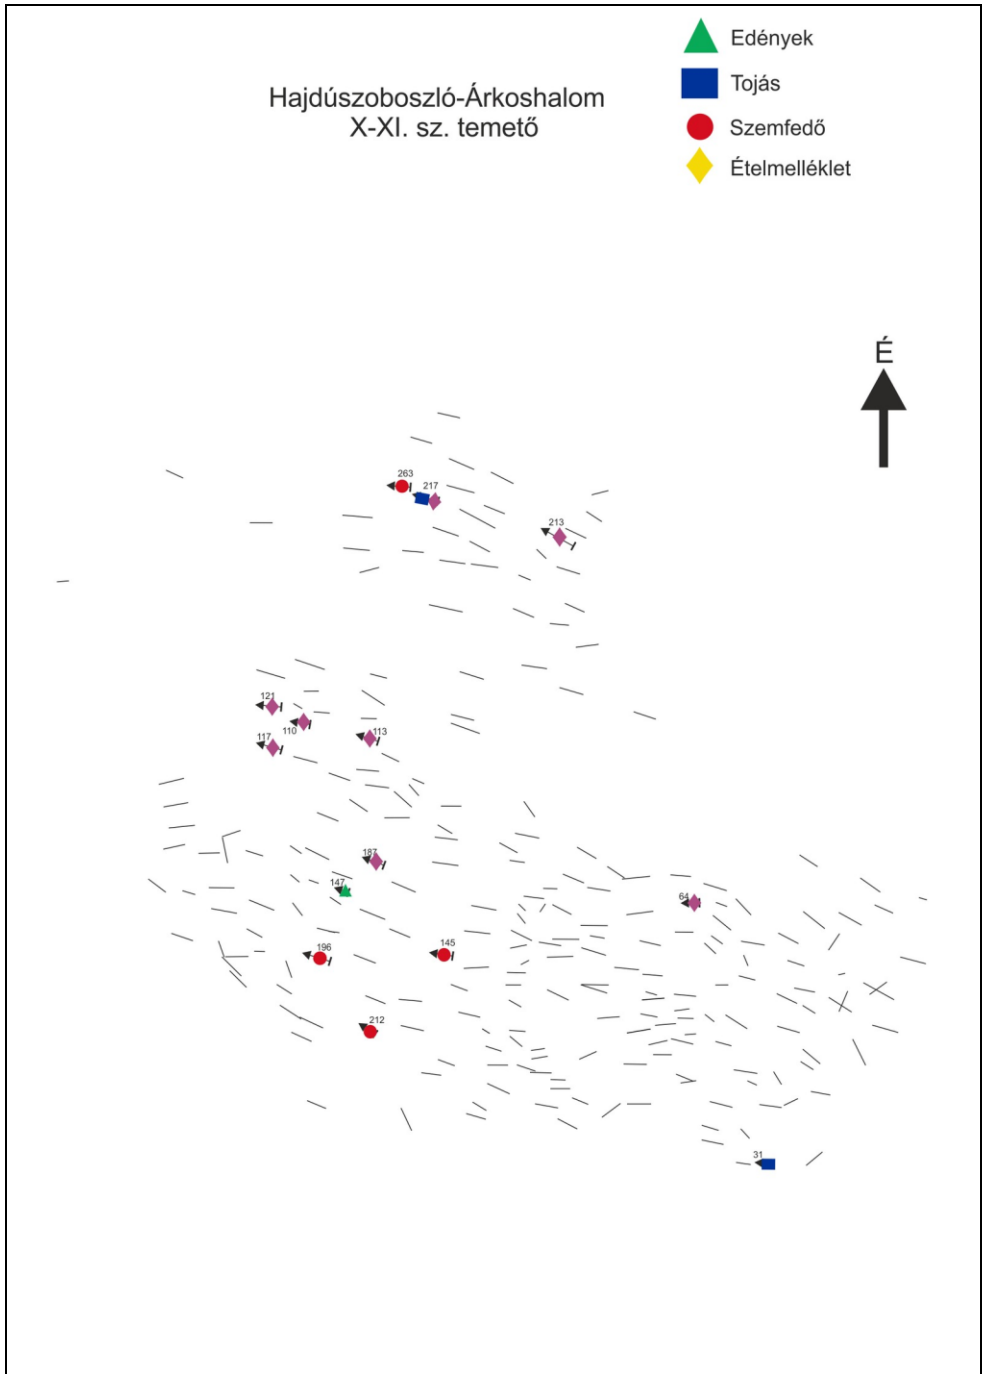 Edények
Tojás
Szemfedő
Ételmelléklet
Hajdúszoboszló-Árkoshalom
X-XI. sz. temető
É
263
217
213
121
110
113
117
187
147
64
196
145
212
31